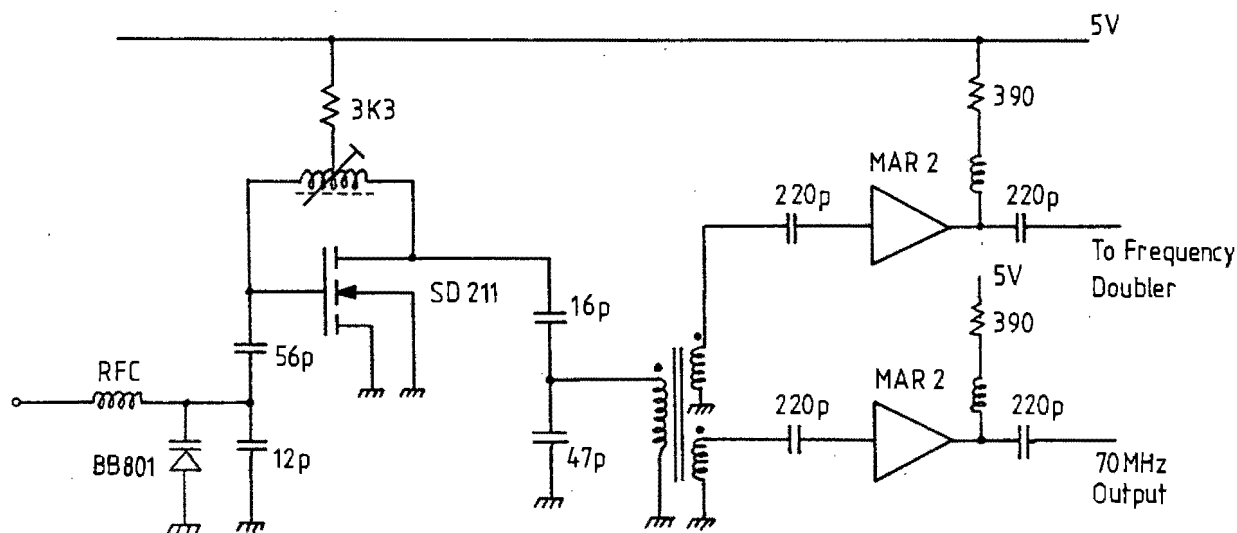 5V
3K3
390
MAR 2
220p
220p
To Frequency
Doubler
SD 211
16p
5V
390
56p
RFC
MAR 2
220p
220p
BB801
12p
47p
70MHz
Output